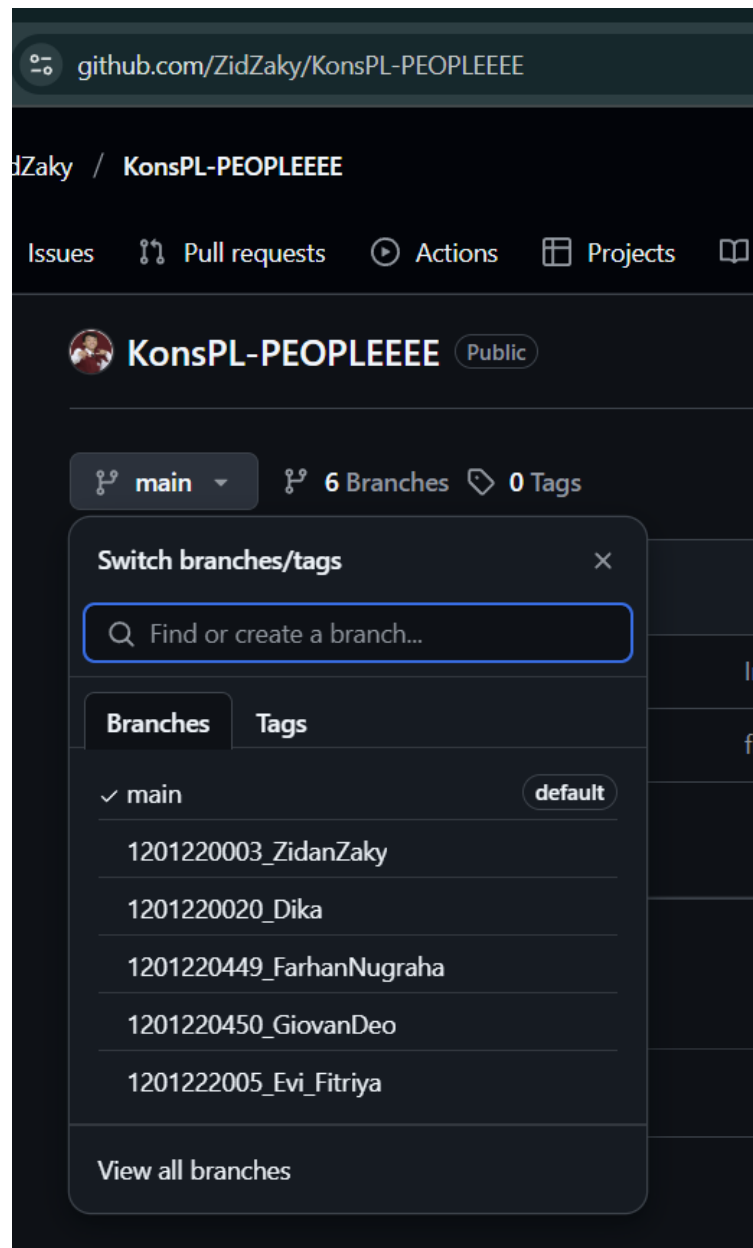 github.com/ZidZaky/KonsPL-PEOPLEEEE
dZaky / KonsPL-PEOPLEEEE
Issues Pull requests Actions Projects
KonsPL-PEOPLEEEE Public
main 6 Branches 0 Tags
Switch branches/tags
Find or create a branch...
Branches Tags
main default
1201220003_ZidanZaky
1201220020_Dika
1201220449_FarhanNugraha
1201220450_GiovanDeo
1201222005_Evi_Fitriya
View all branches